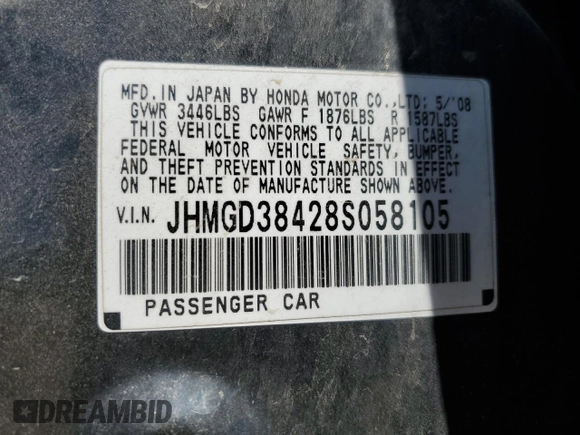 MFD. IN JAPAN BY HONDA MOTOR CO.,LTD: 5/'08
GVWR 3446LBS GAWR F 1876LBS R 1587LBS
THIS VEHICLE CONFORMS TO ALL APPLICABLE
FEDERAL MOTOR VEHICLE SAFETY, BUMPER,
AND THEFT PREVENTION STANDARDS IN EFFECT
ON THE DATE OF MANUFACTURE SHOWN ABOVE.
V.I.N. JHMGD38428S058105
PASSENGER CAR
DREAMBID